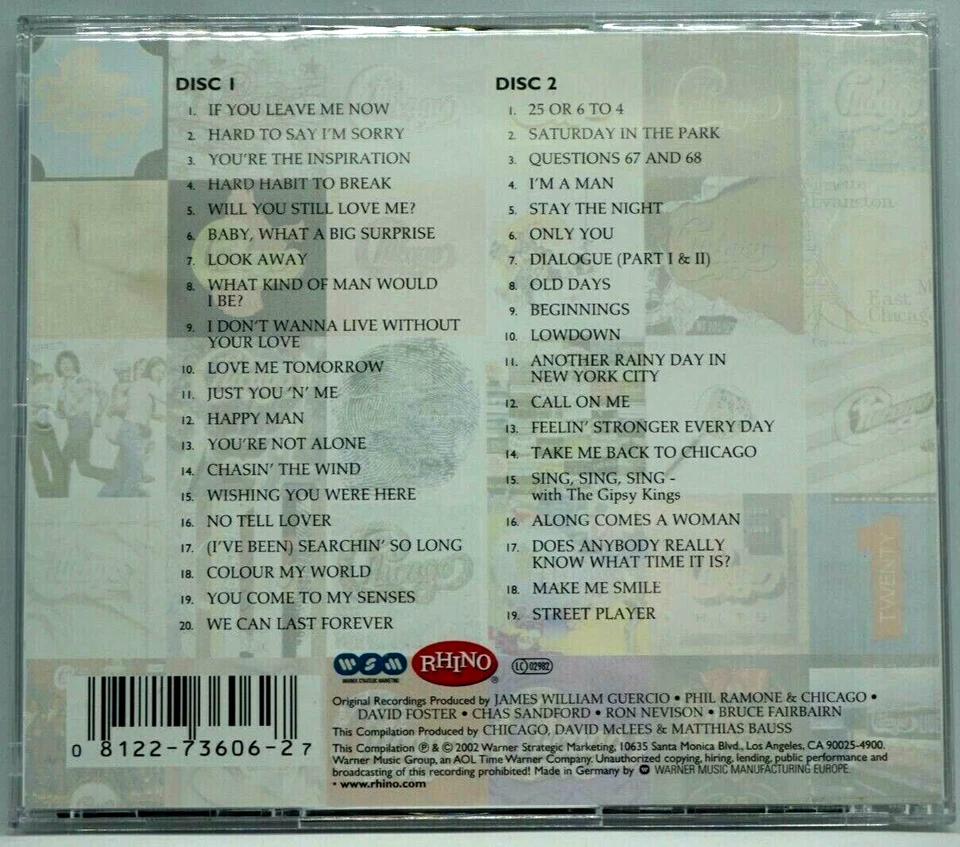 DISC 1
1. IF YOU LEAVE ME NOW
2. HARD TO SAY I'M SORRY
3. YOU'RE THE INSPIRATION
4. HARD HABIT TO BREAK
5. WILL YOU STILL LOVE ME?
6. BABY, WHAT A BIG SURPRISE
7. LOOK AWAY
8. WHAT KIND OF MAN WOULD
I BE?
9. I DON'T WANNA LIVE WITHOUT
YOUR LOVE
10. LOVE ME TOMORROW
11. JUST YOU 'N' ME
12. HAPPY MAN
13. YOU'RE NOT ALONE
14. CHASIN' THE WIND
15. WISHING YOU WERE HERE
16. NO TELL LOVER
17. (I'VE BEEN) SEARCHIN' SO LONG
18. COLOUR MY WORLD
19. YOU COME TO MY SENSES
20. WE CAN LAST FOREVER
DISC 2
1. 25 OR 6 TO 4
2. SATURDAY IN THE PARK
3. QUESTIONS 67 AND 68
4. I'M A MAN
5. STAY THE NIGHT
6. ONLY YOU
7. DIALOGUE (PART I & II)
8. OLD DAYS
9. BEGINNINGS
10. LOWDOWN
11. ANOTHER RAINY DAY IN
NEW YORK CITY
12. CALL ON ME
13. FEELIN' STRONGER EVERY DAY
14. TAKE ME BACK TO CHICAGO
15. SING, SING, SING -
with The Gipsy Kings
16. ALONG COMES A WOMAN
17. DOES ANYBODY REALLY
KNOW WHAT TIME IT IS?
18. MAKE ME SMILE
19. STREET PLAYER
Chicago
Evanston
East
Chicago
TWENTY 1
WSM
WARNER STRATEGIC MARKETING
RHINO ®
LC 02982
0 8122-73606-2 7
Original Recordings Produced by JAMES WILLIAM GUERCIO • PHIL RAMONE & CHICAGO •
DAVID FOSTER • CHAS SANDFORD • RON NEVISON • BRUCE FAIRBAIRN
This Compilation Produced by CHICAGO, DAVID McLEES & MATTHIAS BAUSS
This Compilation ℗ & © 2002 Warner Strategic Marketing, 10635 Santa Monica Blvd., Los Angeles, CA 90025-4900.
Warner Music Group, an AOL Time Warner Company. Unauthorized copying, hiring, lending, public performance and
broadcasting of this recording prohibited! Made in Germany by WARNER MUSIC MANUFACTURING EUROPE.
• www.rhino.com